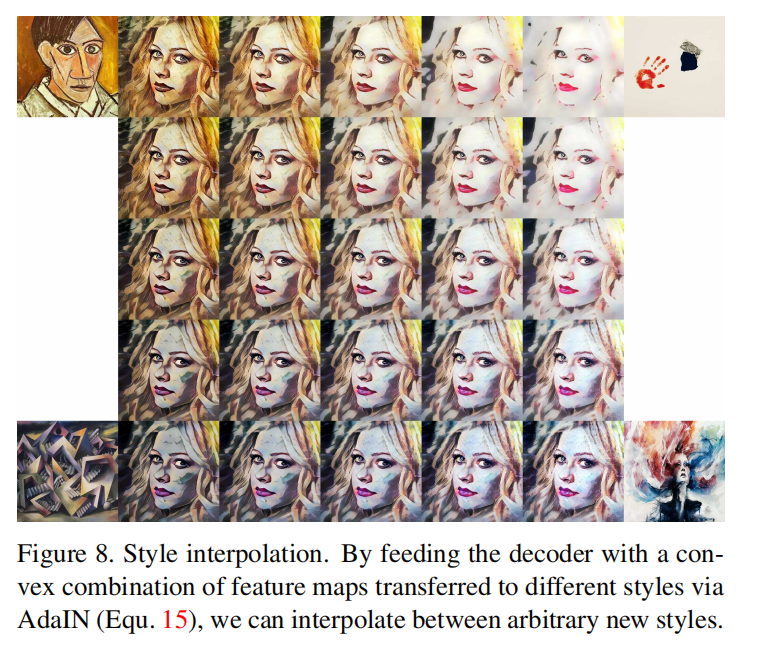 Figure 8. Style interpolation. By feeding the decoder with a con-
vex combination of feature maps transferred to different styles via
AdaIN (Equ. 15), we can interpolate between arbitrary new styles.